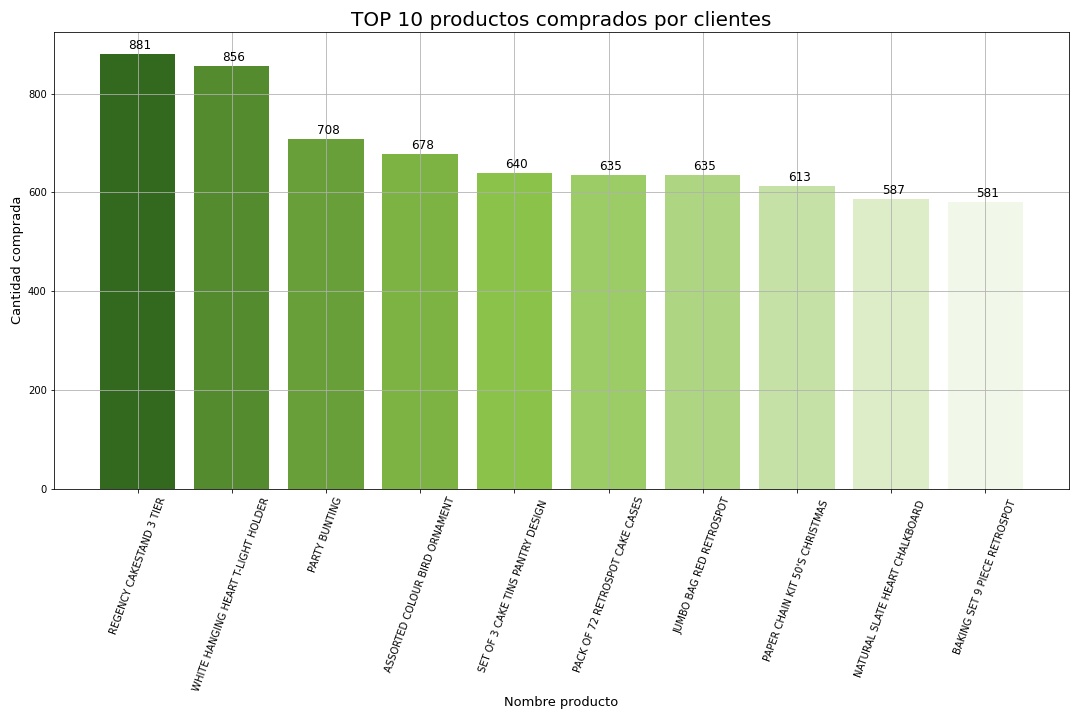 TOP 10 productos comprados por clientes
881
856
708
678
640
635
635
613
587
581
Cantidad comprada
800
600
400
200
0
REGENCY CAKESTAND 3 TIER
WHITE HANGING HEART T-LIGHT HOLDER
PARTY BUNTING
ASSORTED COLOUR BIRD ORNAMENT
SET OF 3 CAKE TINS PANTRY DESIGN
PACK OF 72 RETROSPOT CAKE CASES
JUMBO BAG RED RETROSPOT
PAPER CHAIN KIT 50'S CHRISTMAS
NATURAL SLATE HEART CHALKBOARD
BAKING SET 9 PIECE RETROSPOT
Nombre producto